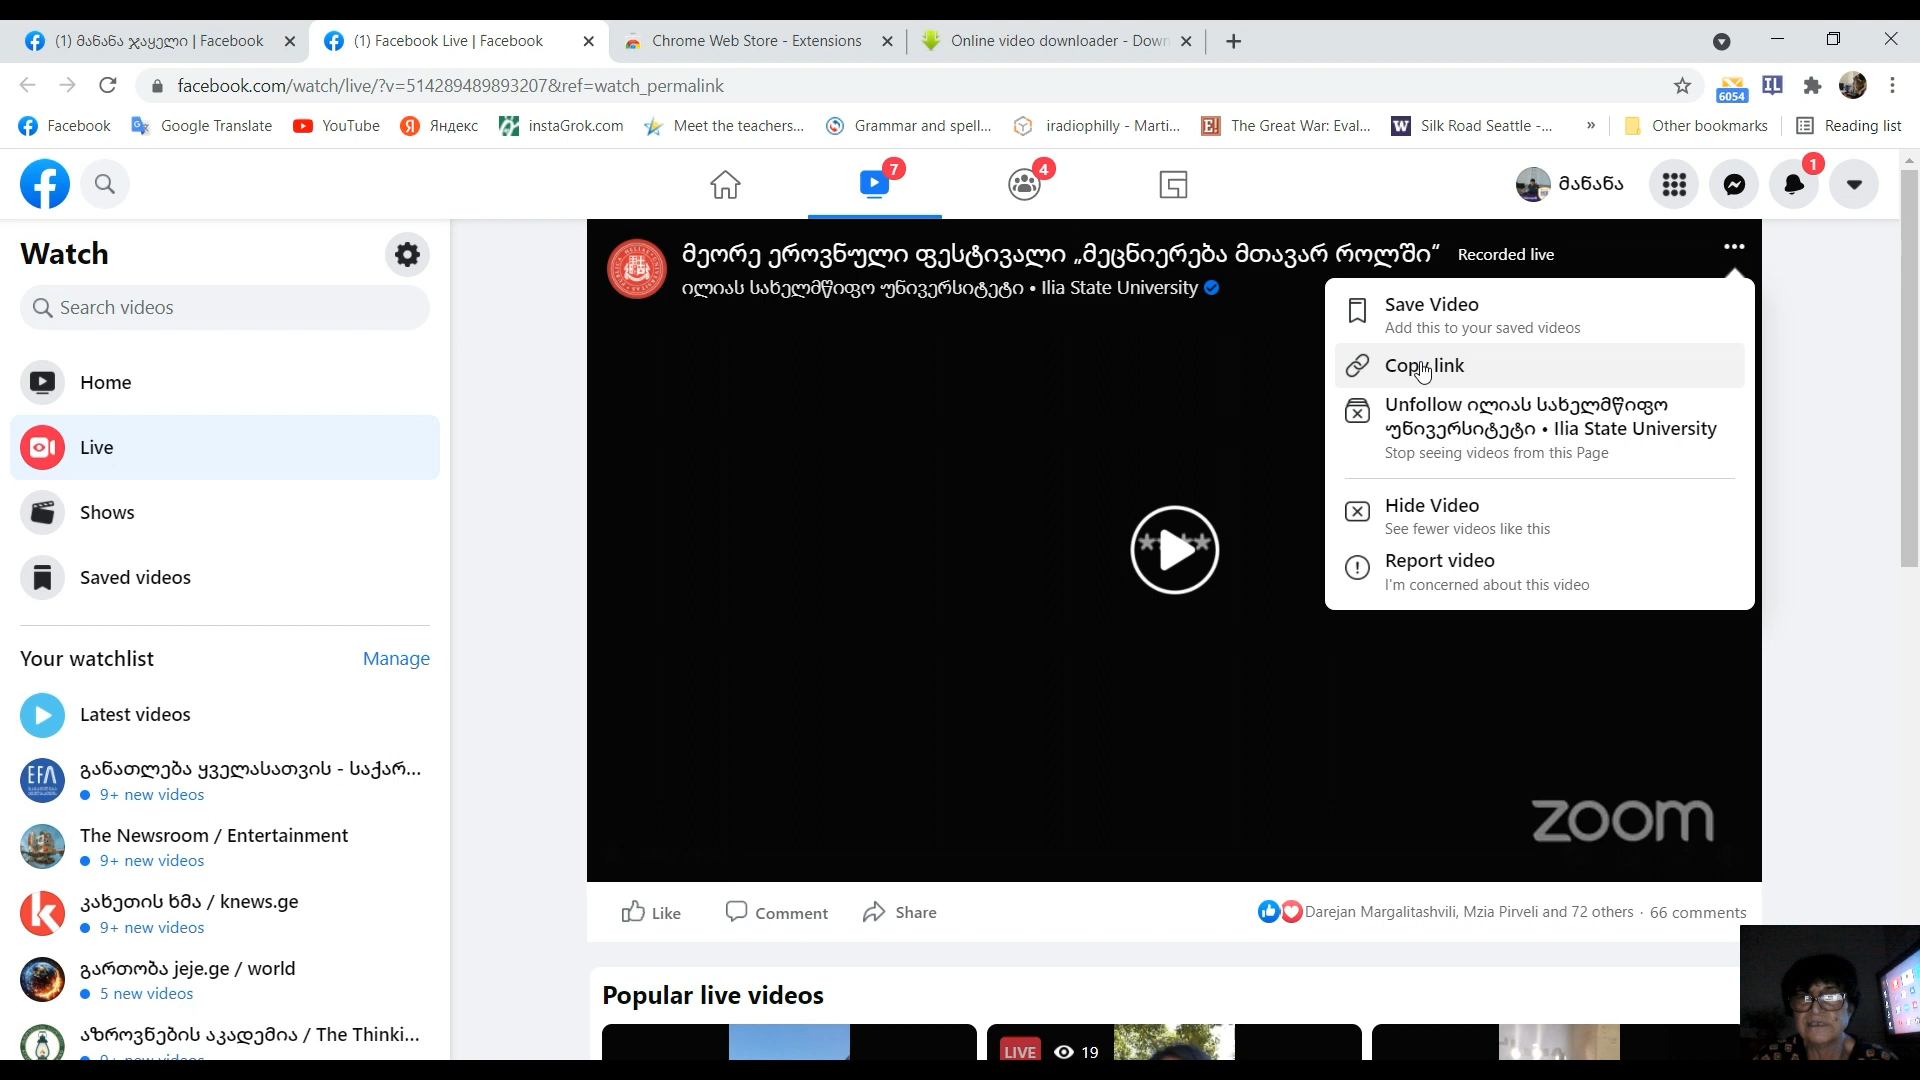 (1) მანანა ჯაყელი | Facebook
(1) Facebook Live | Facebook
Chrome Web Store - Extensions
Online video downloader - Down
facebook.com/watch/live/?v=514289489893207&ref=watch_permalink
6054
IL
Facebook
Google Translate
YouTube
Яндекс
instaGrok.com
Meet the teachers...
Grammar and spell...
iradiophilly - Marti...
The Great War: Eval...
Silk Road Seattle -...
»
Other bookmarks
Reading list
7
4
მანანა
1
Watch
Search videos
Home
Live
Shows
Saved videos
Your watchlist
Manage
Latest videos
განათლება ყველასათვის - საქარ...
9+ new videos
The Newsroom / Entertainment
9+ new videos
კახეთის ხმა / knews.ge
9+ new videos
გართობა jeje.ge / world
5 new videos
აზროვნების აკადემია / The Thinki...
მეორე ეროვნული ფესტივალი „მეცნიერება მთავარ როლში“ Recorded live
ილიას სახელმწიფო უნივერსიტეტი • Ilia State University
Save Video
Add this to your saved videos
Copy link
Unfollow ილიას სახელმწიფო
უნივერსიტეტი • Ilia State University
Stop seeing videos from this Page
Hide Video
See fewer videos like this
Report video
I'm concerned about this video
zoom
Like
Comment
Share
Darejan Margalitashvili, Mzia Pirveli and 72 others · 66 comments
Popular live videos
LIVE
19